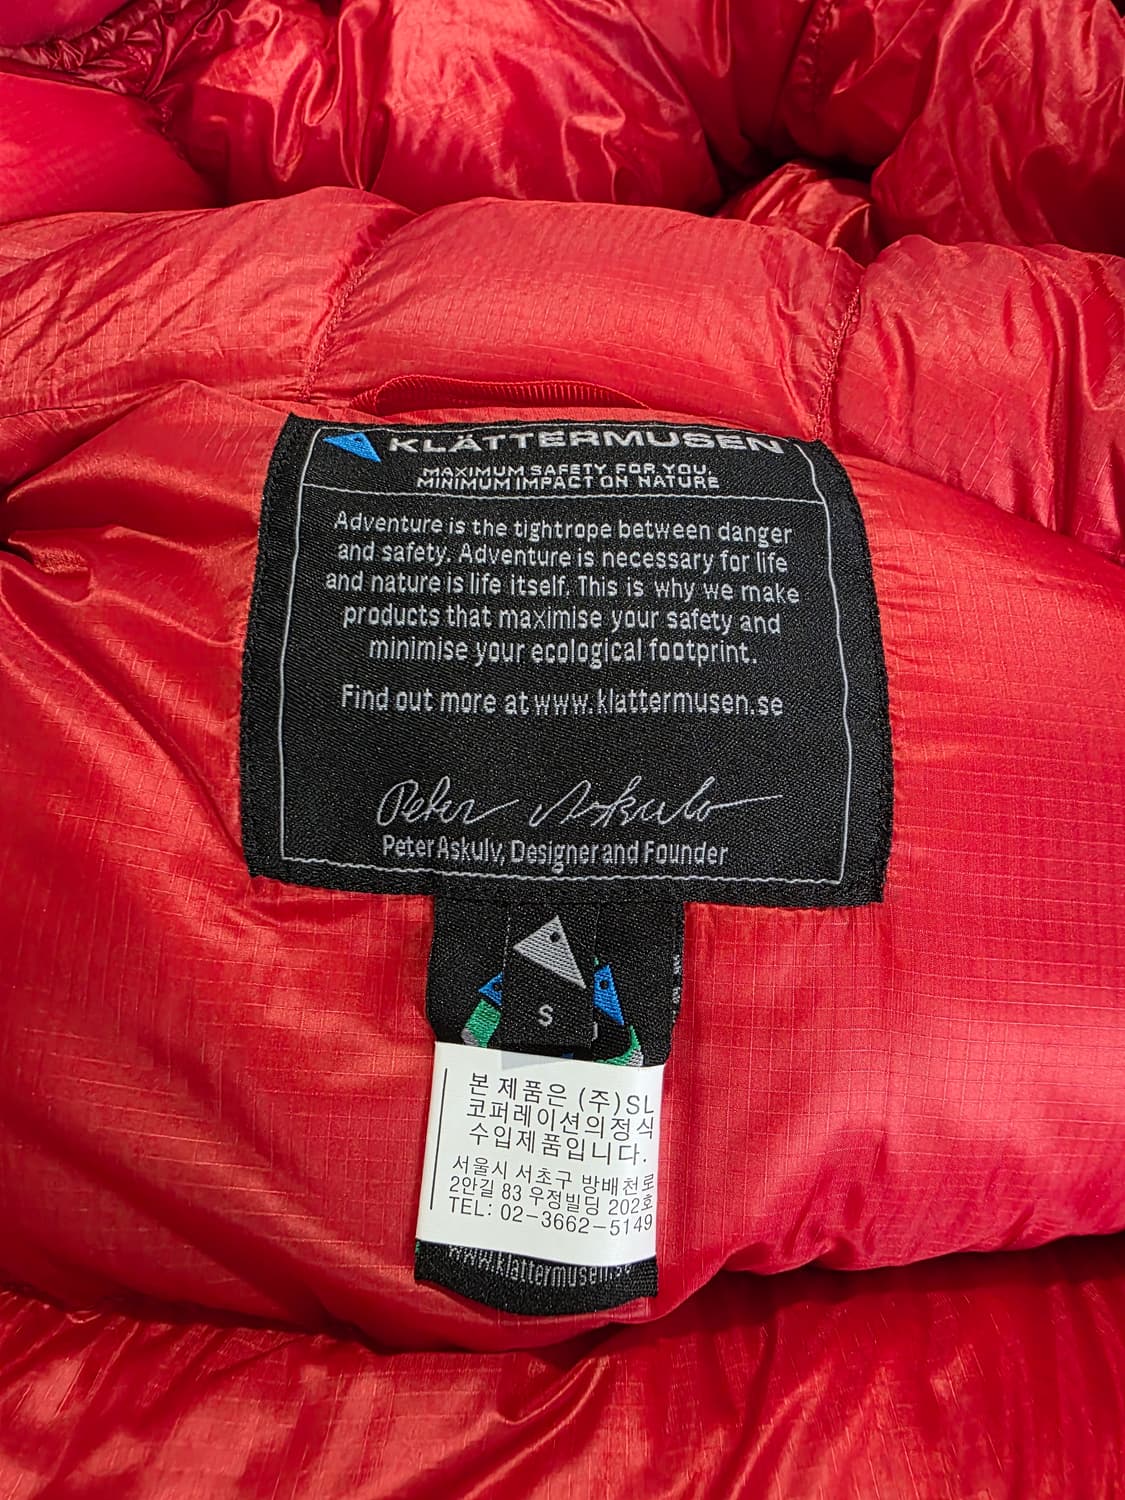 KLÄTTERMUSEN
MAXIMUM SAFETY FOR YOU,
MINIMUM IMPACT ON NATURE
Adventure is the tightrope between danger
and safety. Adventure is necessary for life
and nature is life itself. This is why we make
products that maximise your safety and
minimise your ecological footprint.
Find out more at www.klattermusen.se
Peter Askulv
Peter Askulv, Designer and Founder
S
본 제품은 (주)SL
코퍼레이션의정식
수입제품입니다.
서울시 서초구 방배천로
2안길 83 우정빌딩 202호
TEL: 02-3662-5149
www.klattermusen.se